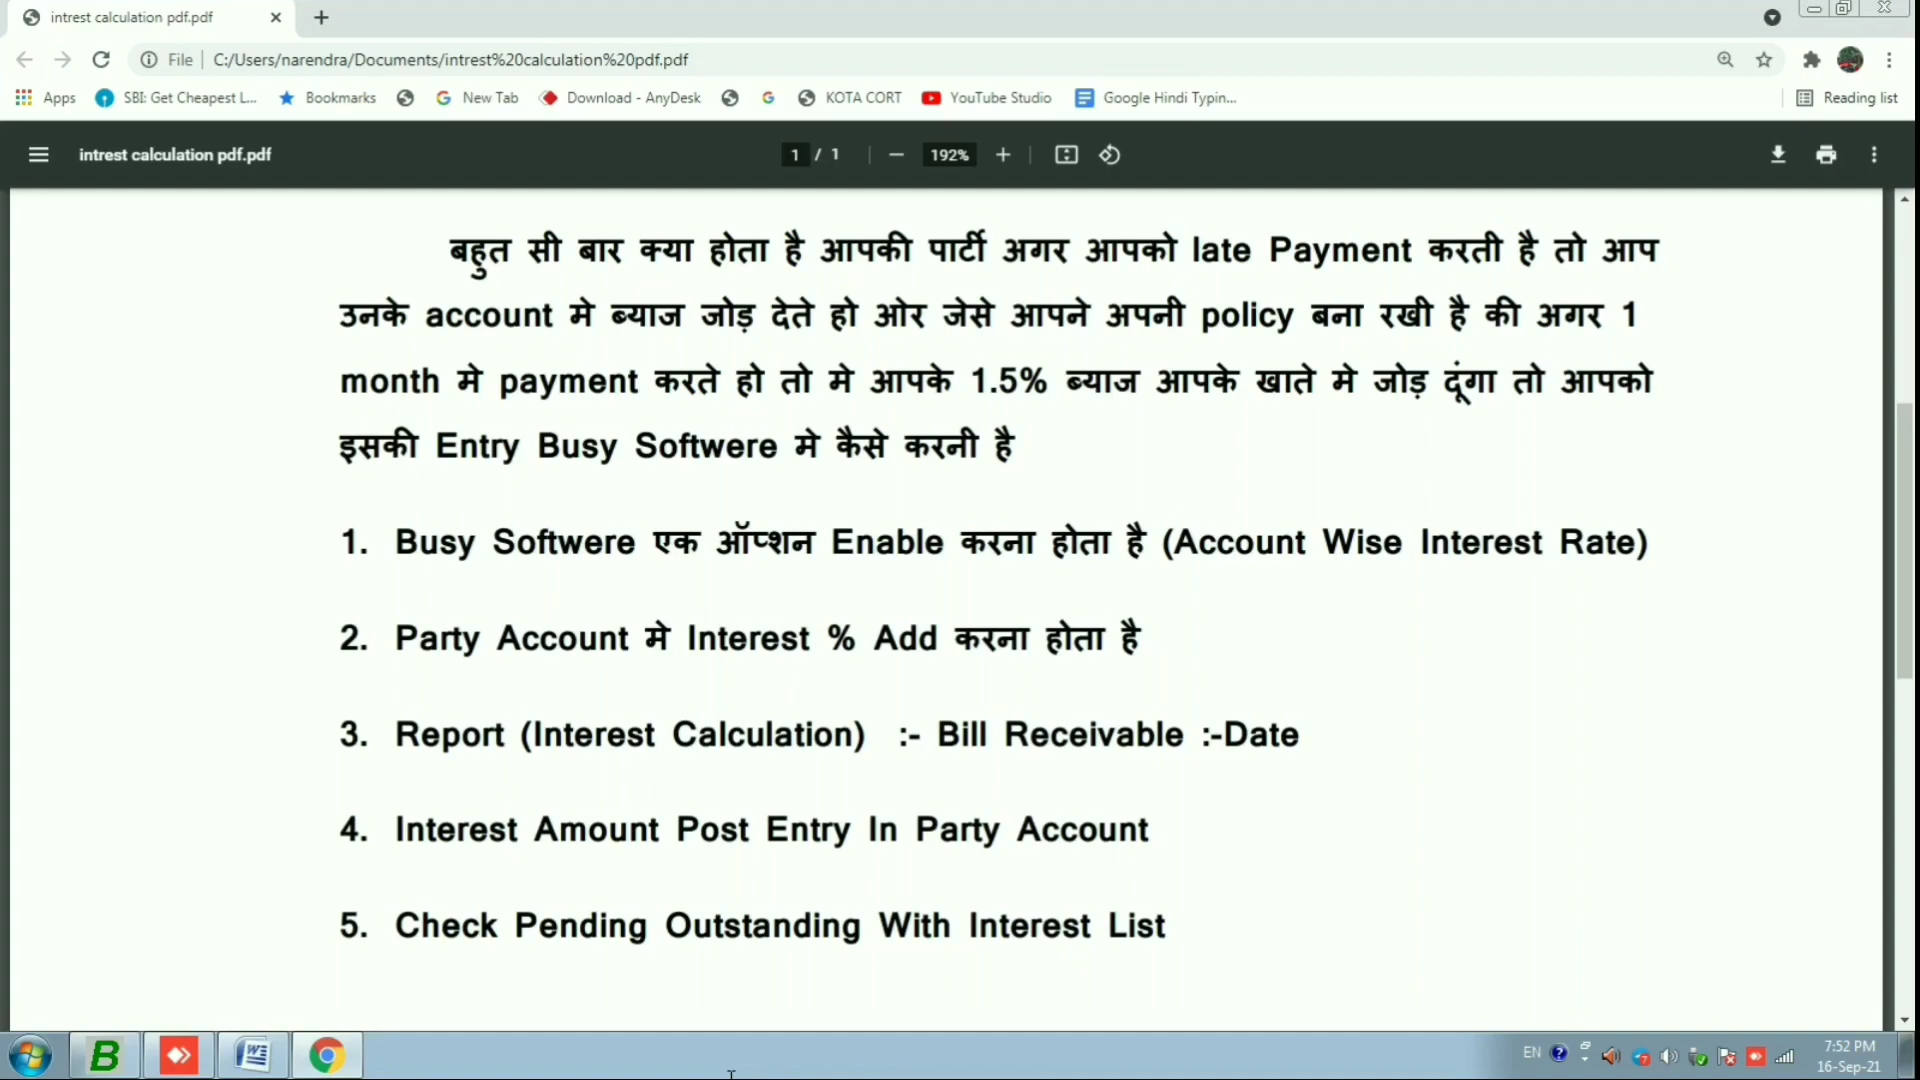 intrest calculation pdf.pdf
File C:/Users/narendra/Documents/intrest%20calculation%20pdf.pdf
Apps SBI: Get Cheapest L... Bookmarks New Tab Download - AnyDesk KOTA CORT YouTube Studio Google Hindi Typin... Reading list
intrest calculation pdf.pdf 1 / 1 192%
बहुत सी बार क्या होता है आपकी पार्टी अगर आपको late Payment करती है तो आप
उनके account मे ब्याज जोड़ देते हो ओर जेसे आपने अपनी policy बना रखी है की अगर 1
month मे payment करते हो तो मे आपके 1.5% ब्याज आपके खाते मे जोड़ दूंगा तो आपको
इसकी Entry Busy Softwere मे कैसे करनी है
1. Busy Softwere एक ऑप्शन Enable करना होता है (Account Wise Interest Rate)
2. Party Account मे Interest % Add करना होता है
3. Report (Interest Calculation) :- Bill Receivable :-Date
4. Interest Amount Post Entry In Party Account
5. Check Pending Outstanding With Interest List
EN 7:52 PM
16-Sep-21